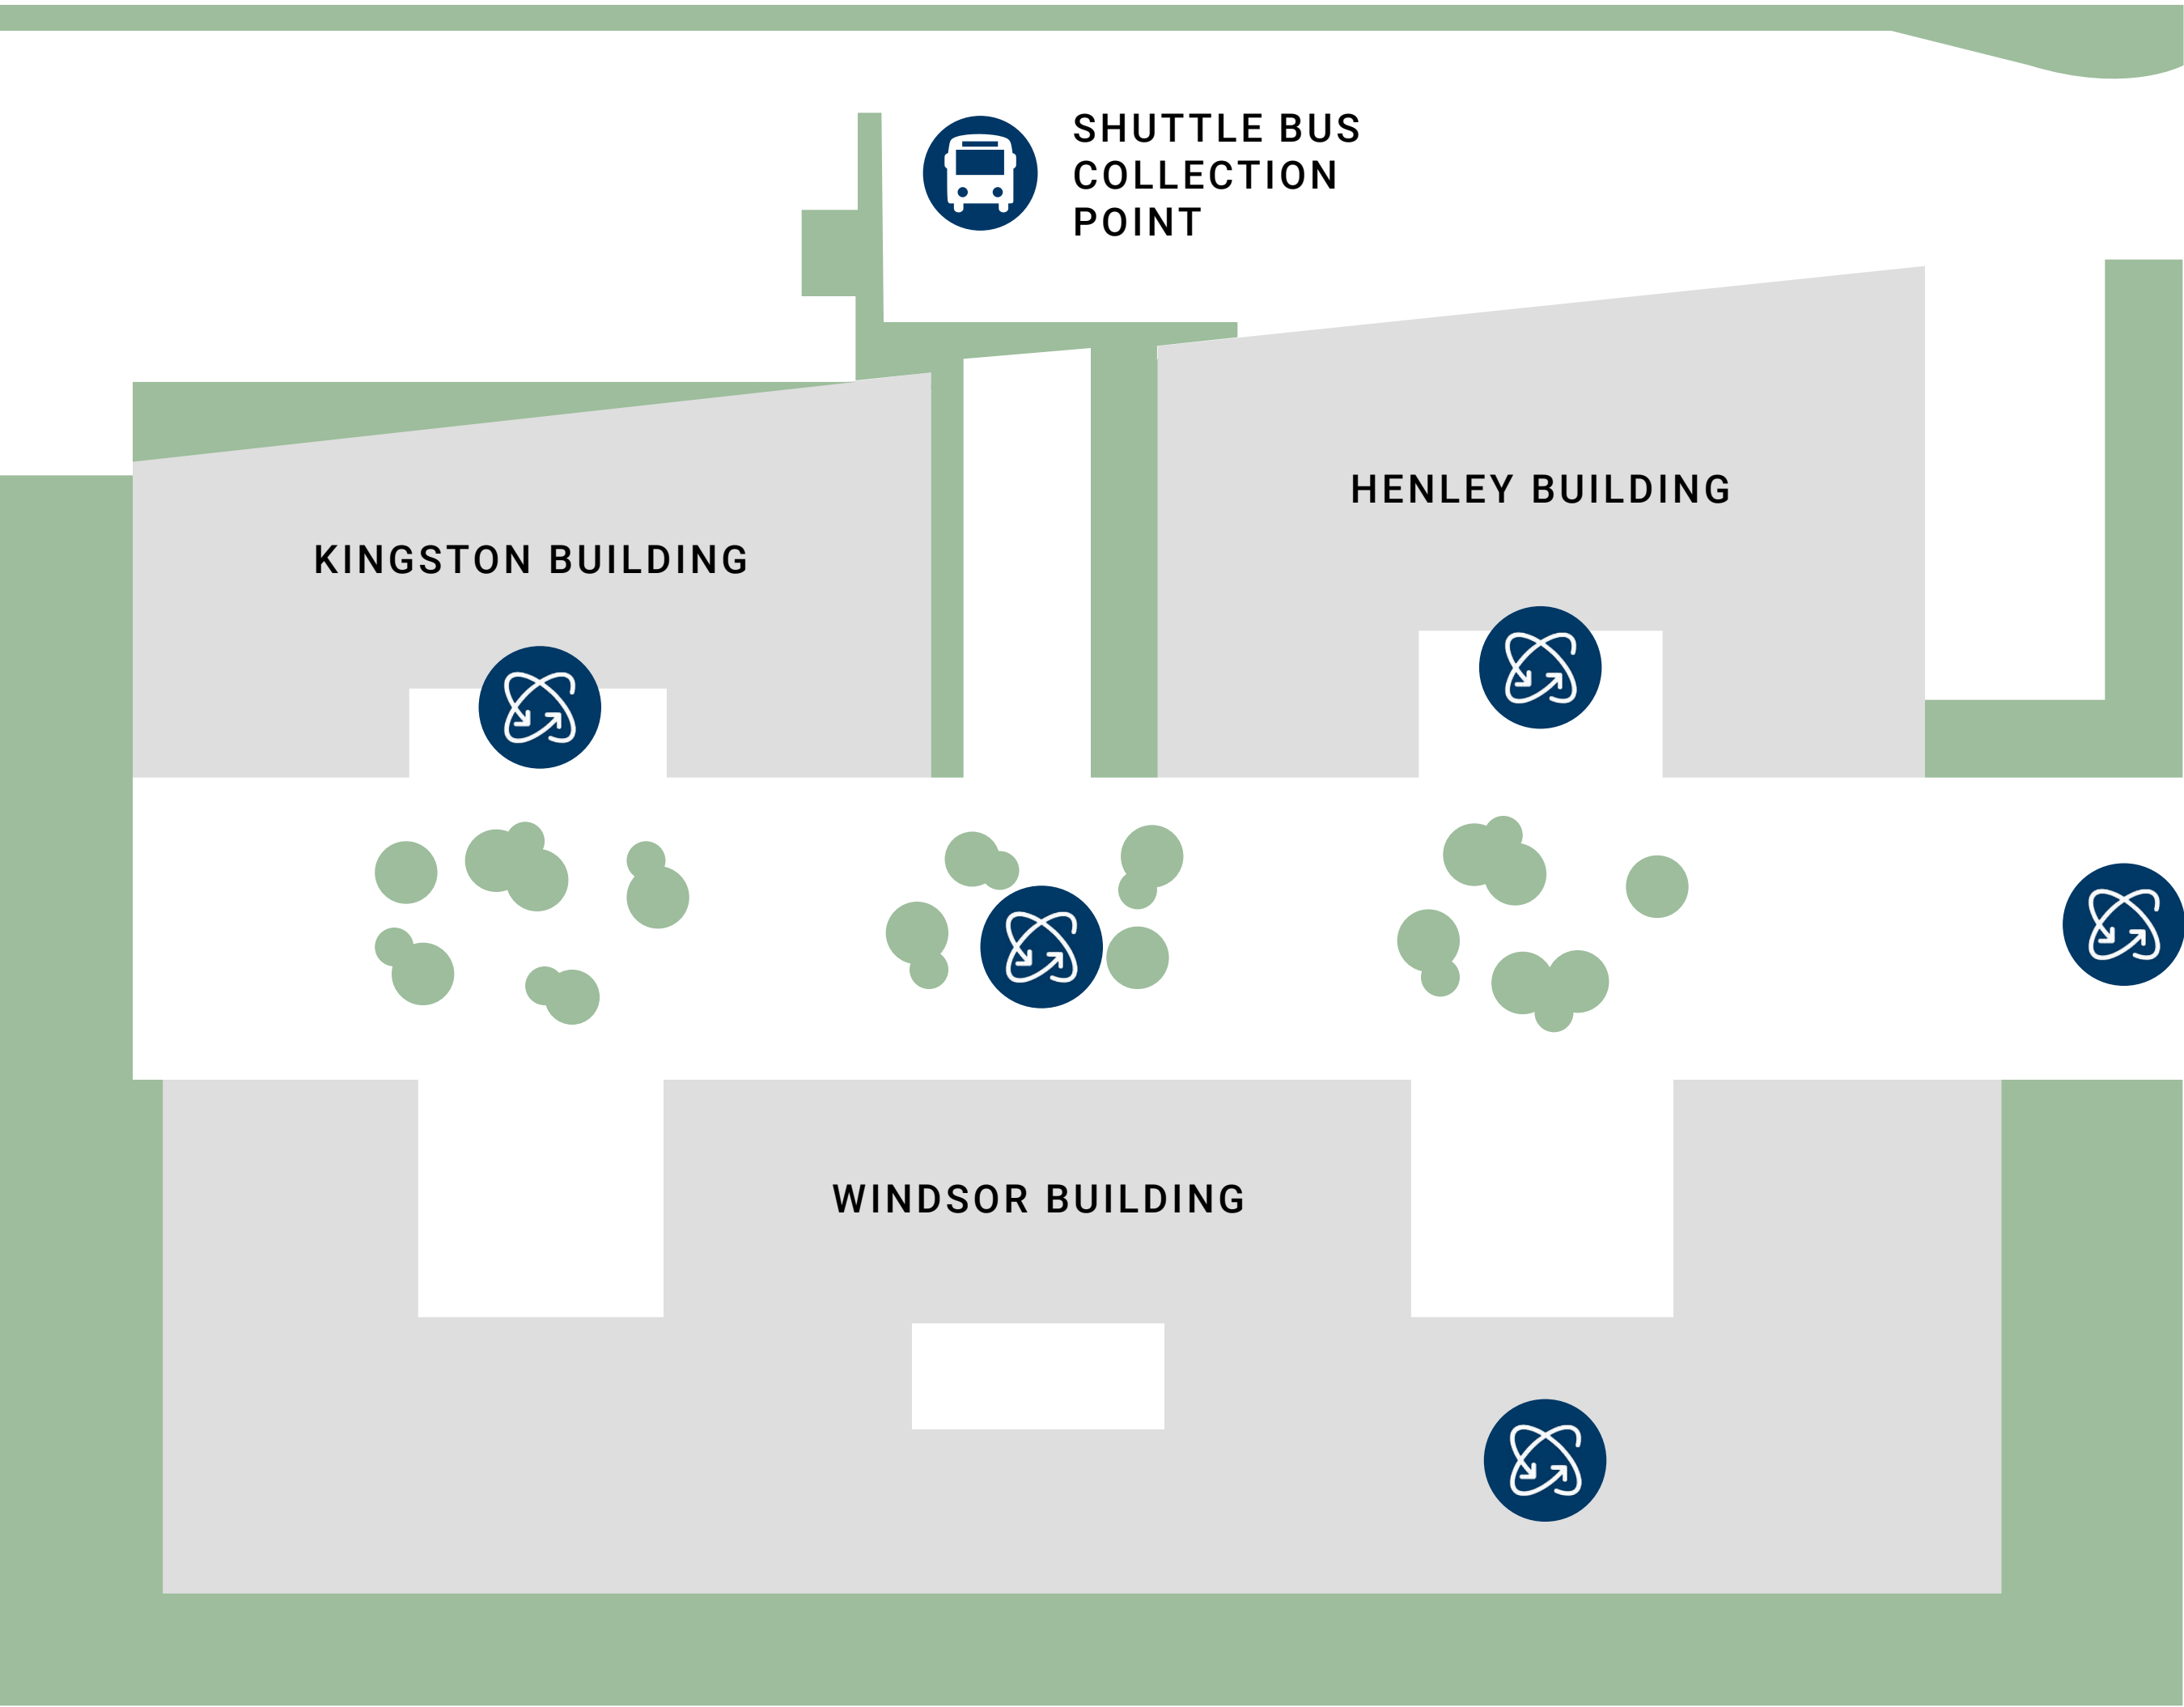 SHUTTLE BUS
COLLECTION
POINT
HENLEY BUILDING
KINGSTON BUILDING
WINDSOR BUILDING